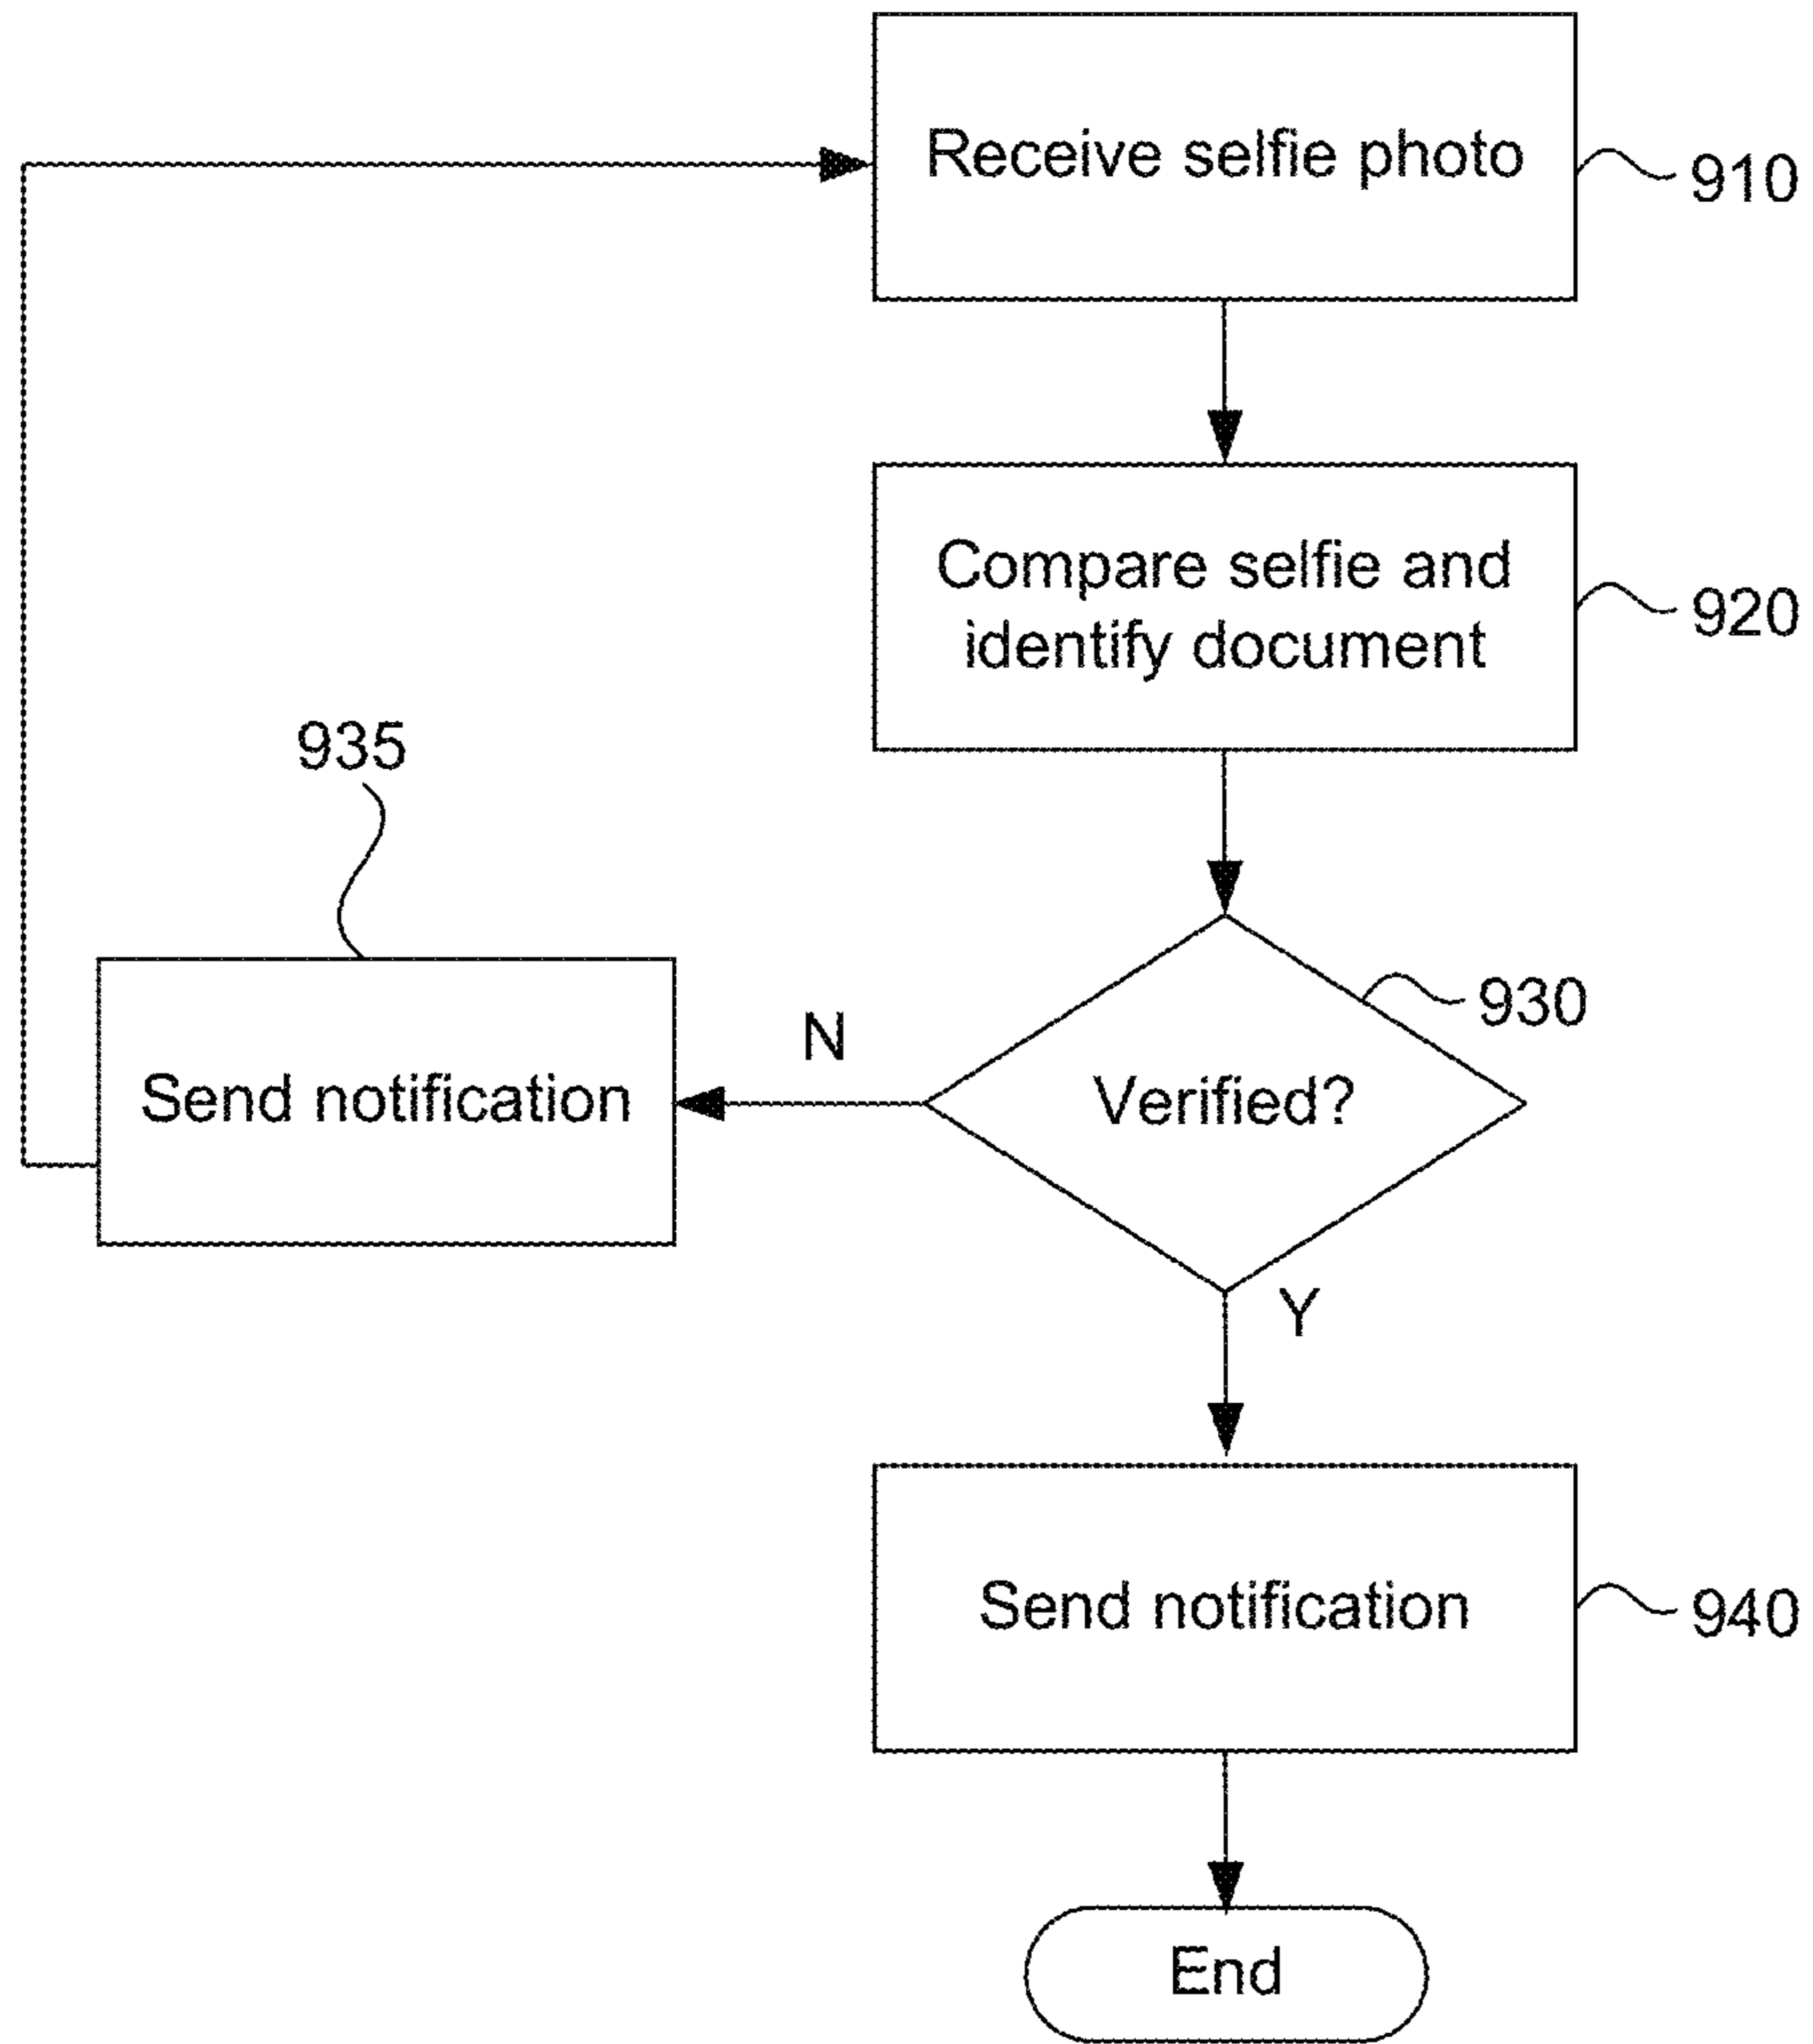 Receive selfie photo
910
Compare selfie and
identify document
920
935
930
Verified?
N
Send notification
Y
Send notification
940
End